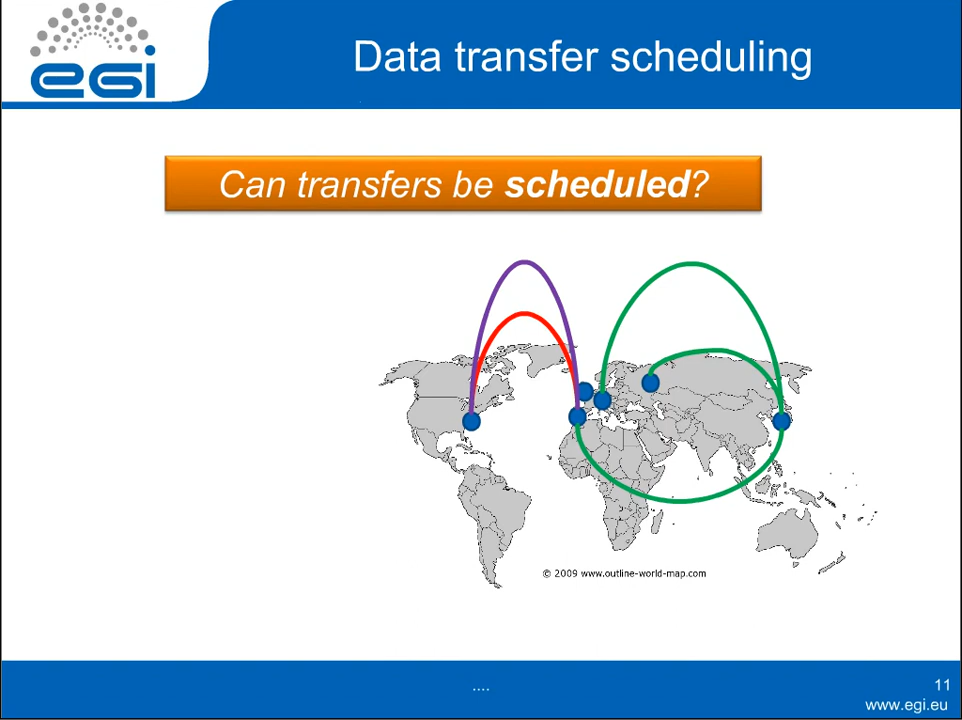 egi
Data transfer scheduling
Can transfers be scheduled?
© 2009 www.outline-world-map.com
....
11
www.egi.eu